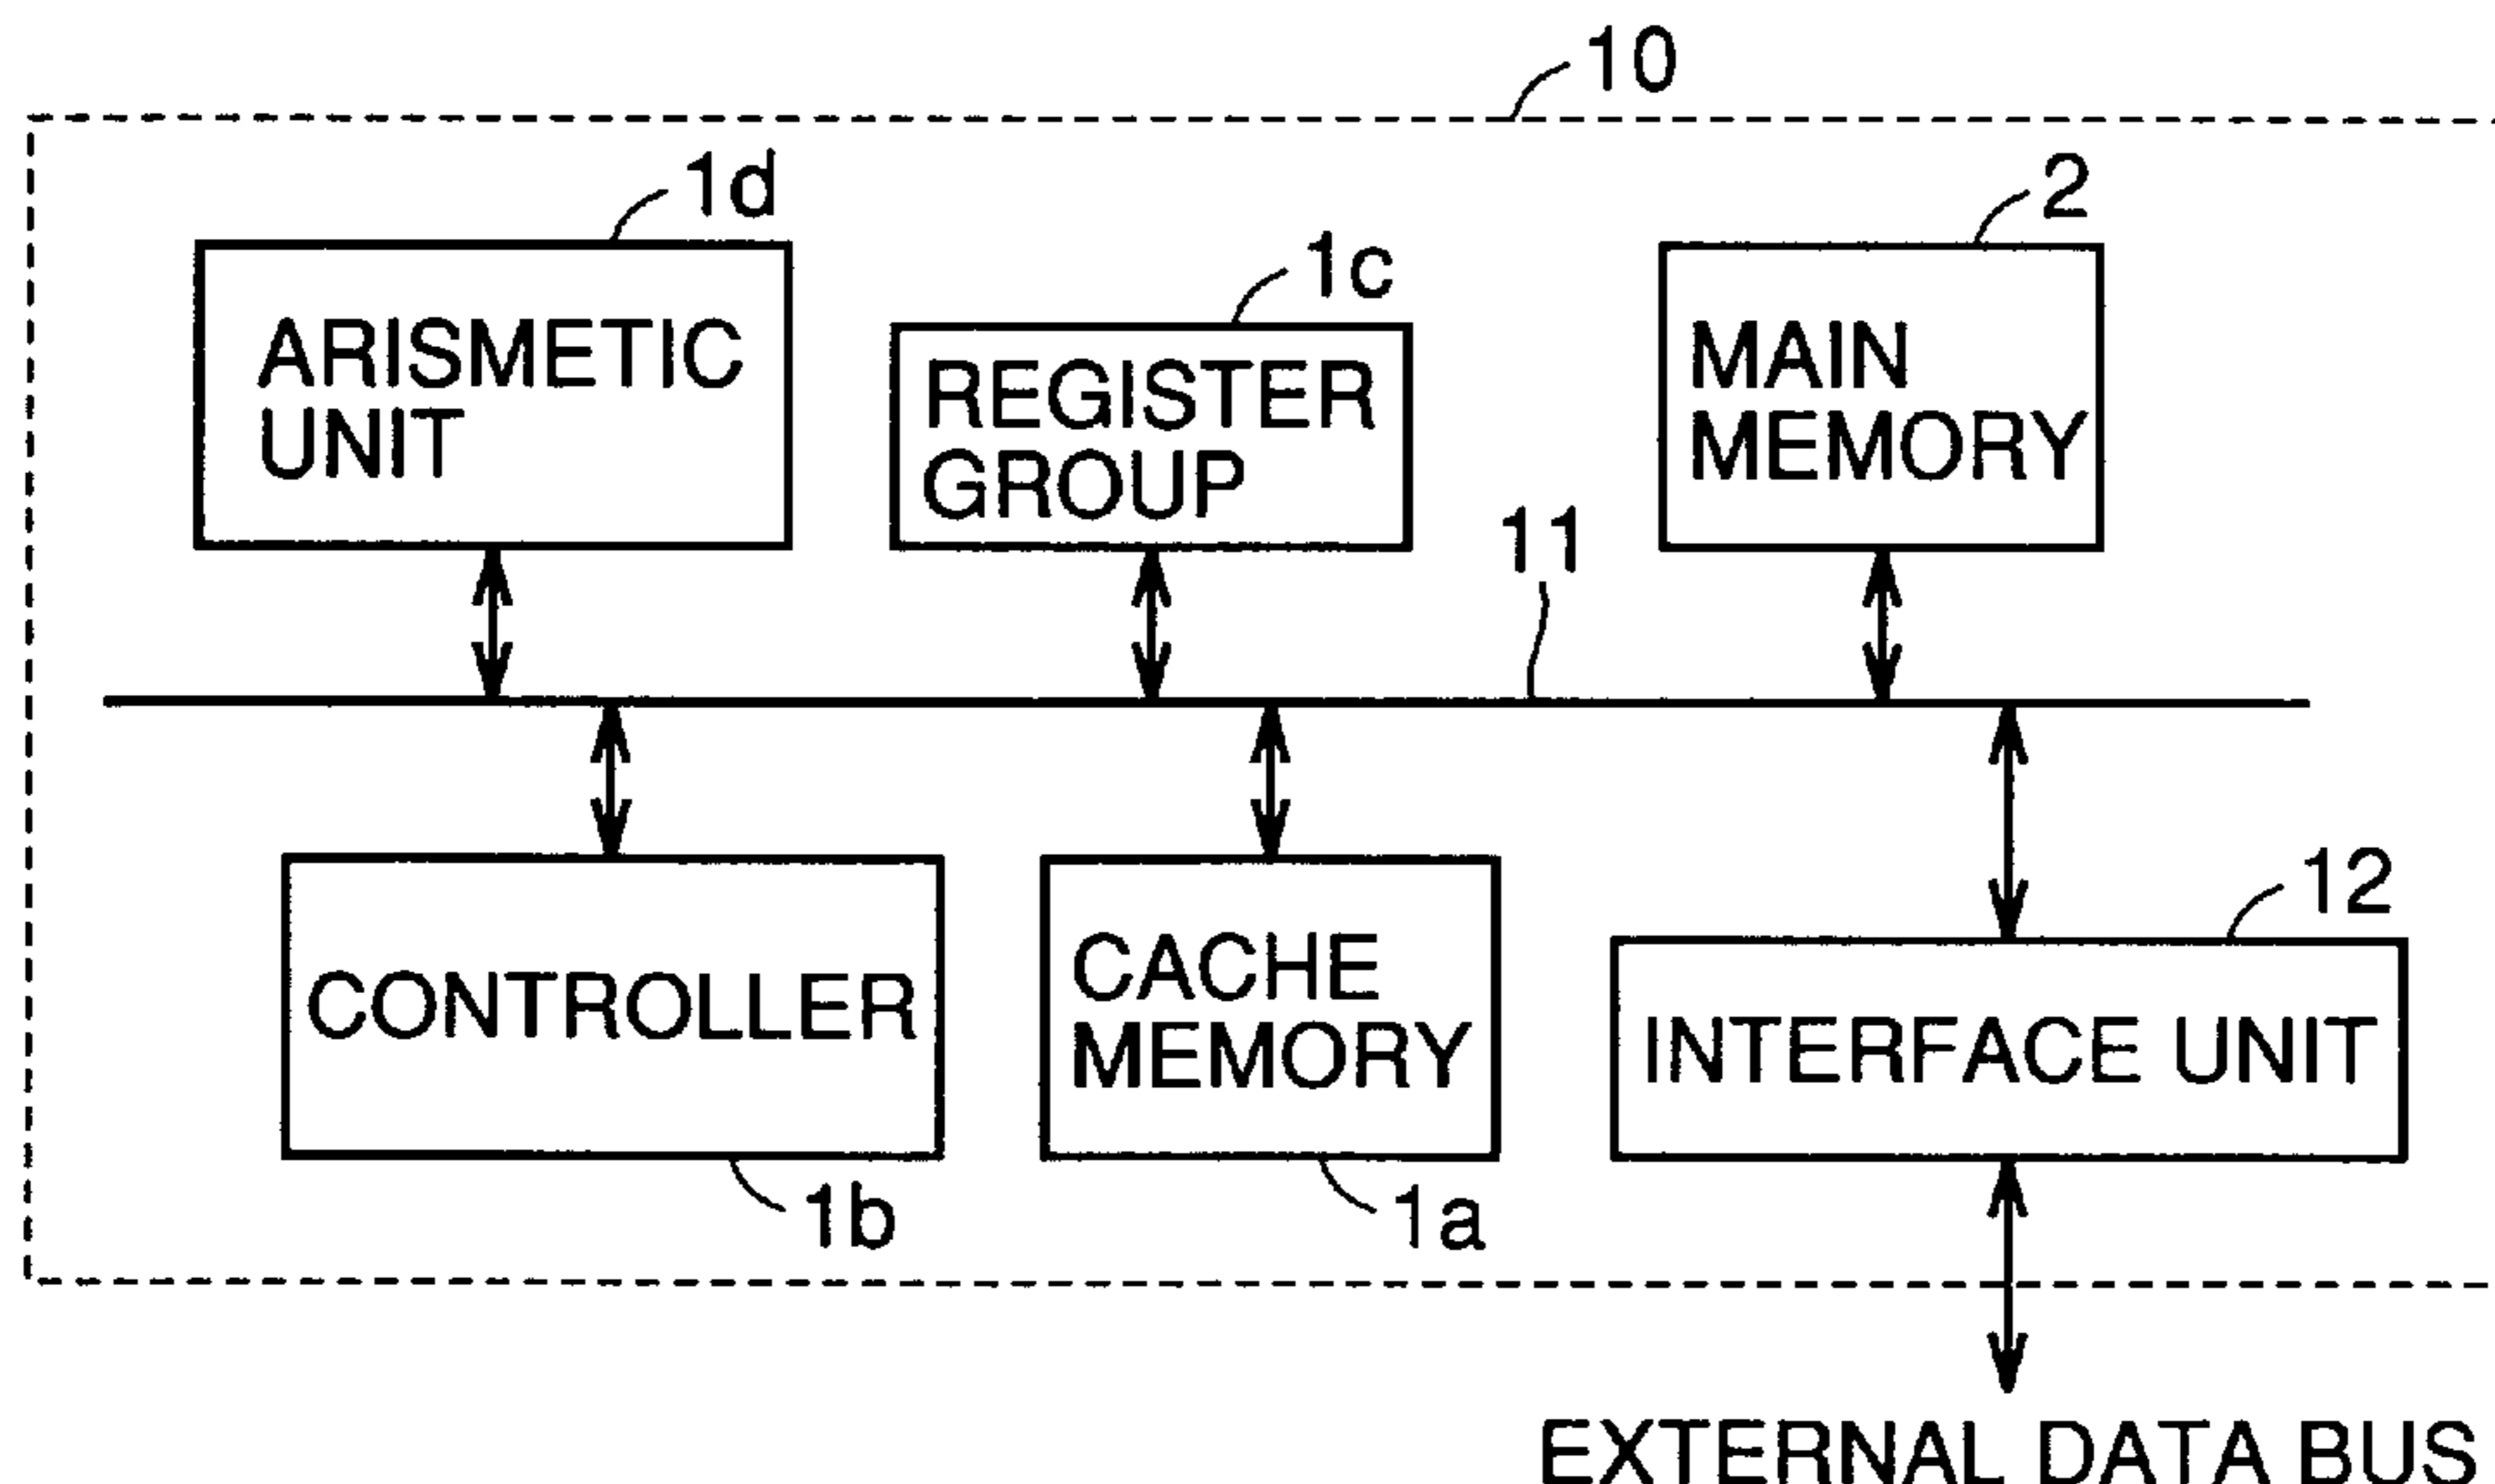 10
1d
2
1c
ARISMETIC
UNIT
REGISTER
GROUP
MAIN
MEMORY
11
12
CONTROLLER
CACHE
MEMORY
INTERFACE UNIT
1b
1a
EXTERNAL DATA BUS